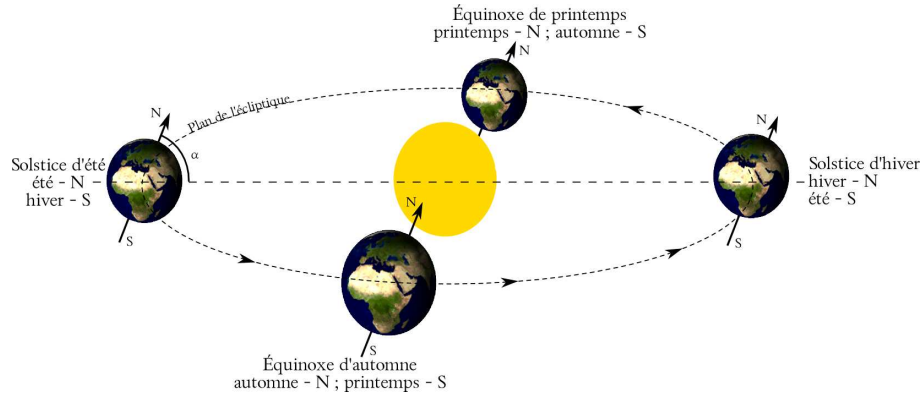 Équinoxe de printemps
printemps - N ; automne - S
N
Plan de l'écliptique
N
N
α
Solstice d'été
été - N
hiver - S
Solstice d'hiver
hiver - N
été - S
N
S
S
S
Équinoxe d'automne
automne - N ; printemps - S